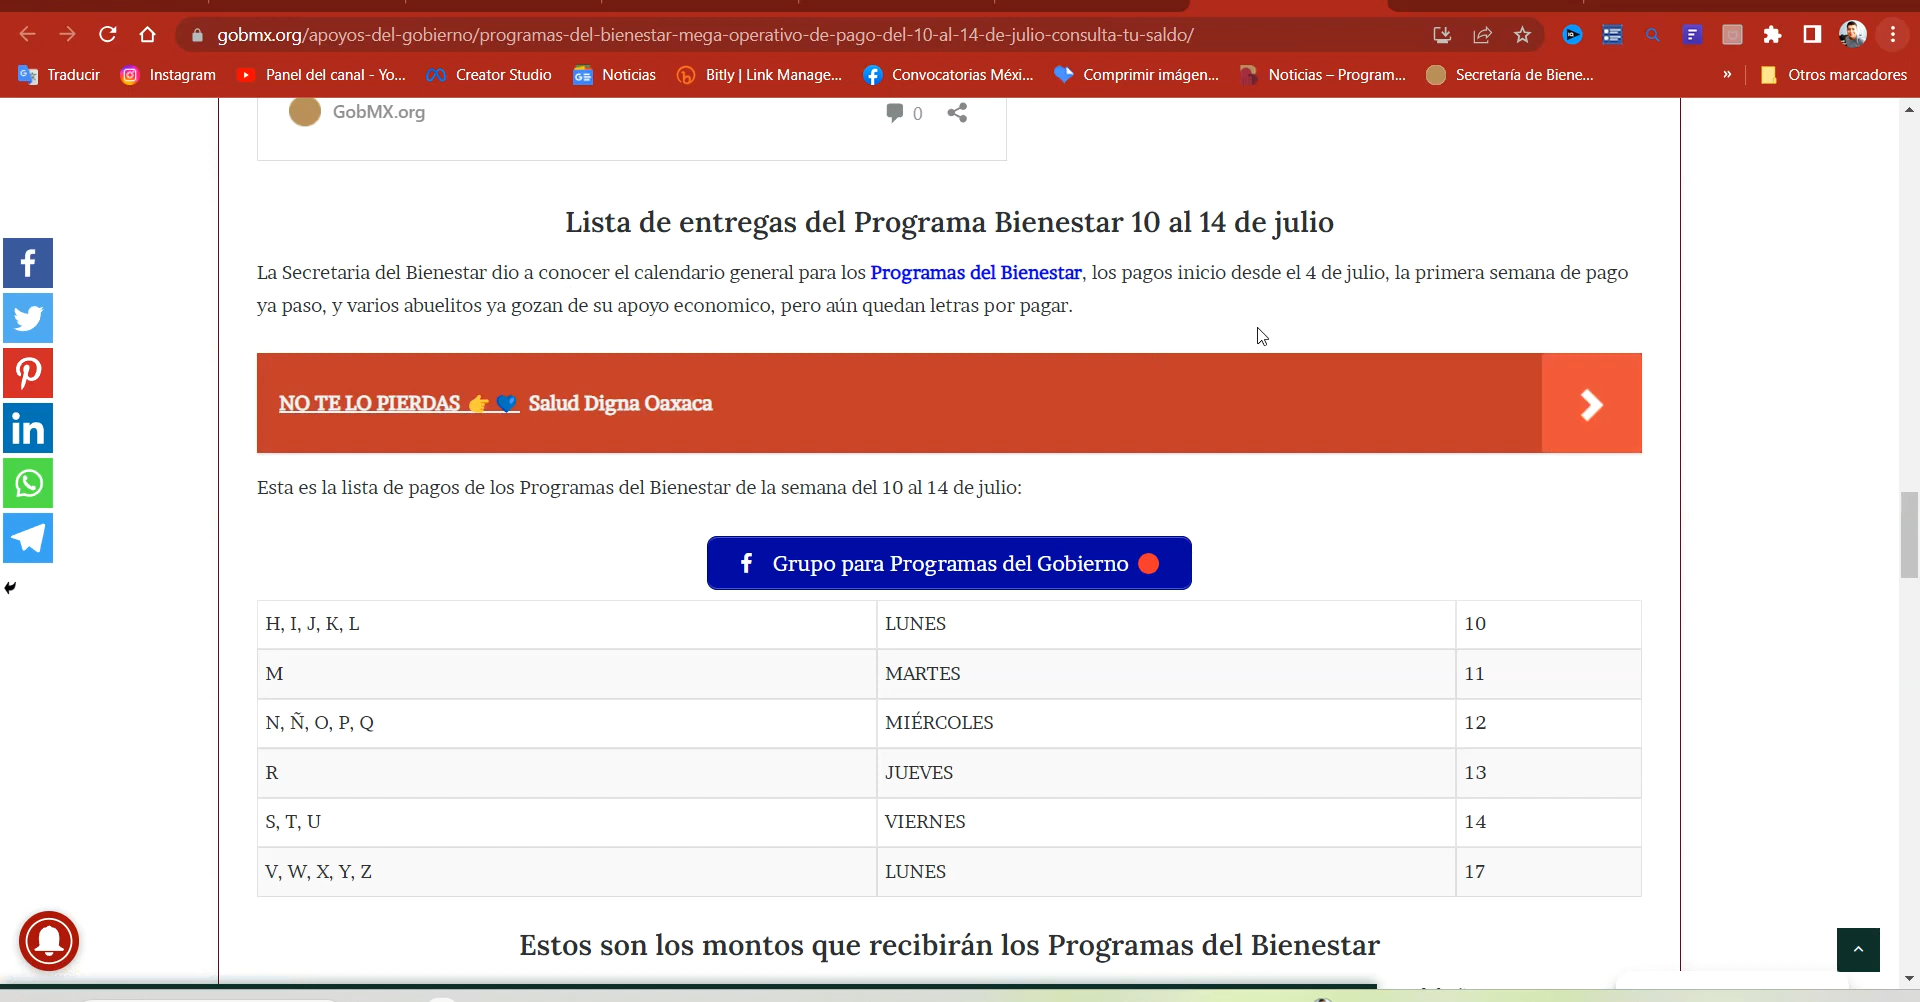 gobmx.org/apoyos-del-gobierno/programas-del-bienestar-mega-operativo-de-pago-del-10-al-14-de-julio-consulta-tu-saldo/
Traducir Instagram Panel del canal - Yo... Creator Studio Noticias Bitly | Link Manage... Convocatorias Méxi... Comprimir imágen... Noticias – Program... Secretaría de Biene... » Otros marcadores
GobMX.org 0
Lista de entregas del Programa Bienestar 10 al 14 de julio
La Secretaria del Bienestar dio a conocer el calendario general para los Programas del Bienestar, los pagos inicio desde el 4 de julio, la primera semana de pago
ya paso, y varios abuelitos ya gozan de su apoyo economico, pero aún quedan letras por pagar.
NO TE LO PIERDAS 👉💙 Salud Digna Oaxaca
Esta es la lista de pagos de los Programas del Bienestar de la semana del 10 al 14 de julio:
Grupo para Programas del Gobierno
H, I, J, K, L LUNES 10
M MARTES 11
N, Ñ, O, P, Q MIÉRCOLES 12
R JUEVES 13
S, T, U VIERNES 14
V, W, X, Y, Z LUNES 17
Estos son los montos que recibirán los Programas del Bienestar